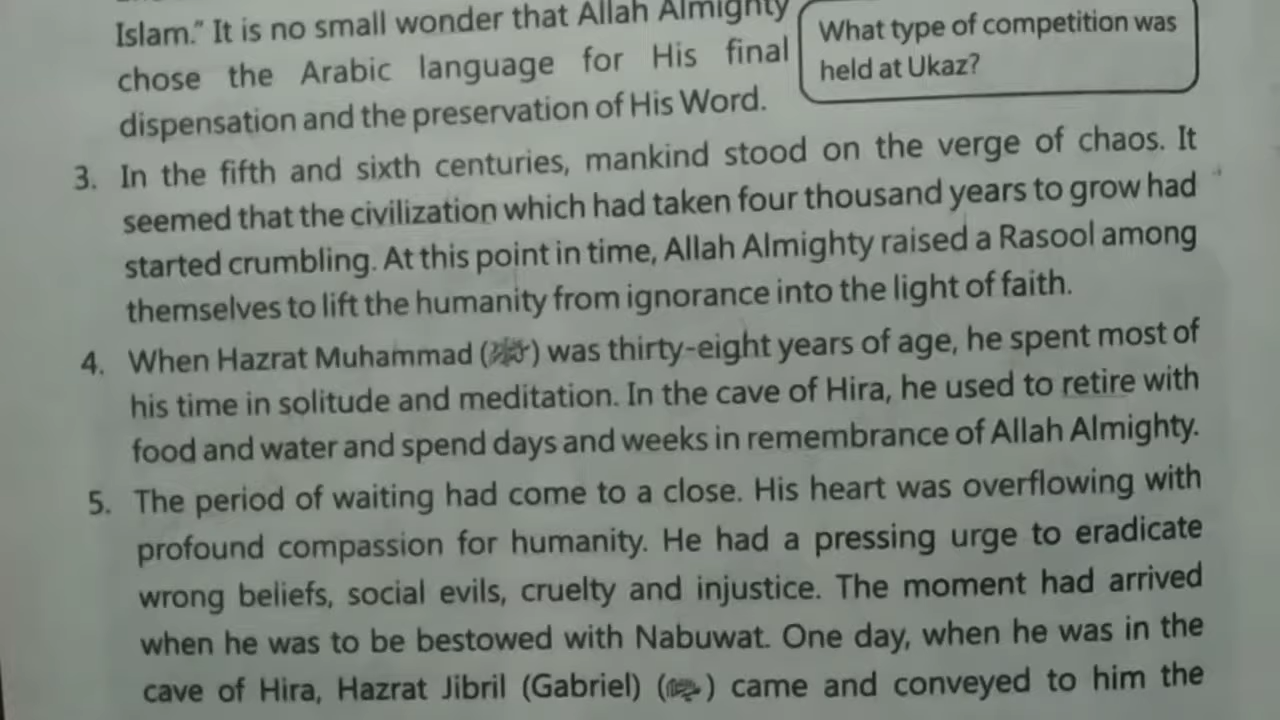 Islam." It is no small wonder that Allah Almighty
chose the Arabic language for His final
dispensation and the preservation of His Word.
What type of competition was
held at Ukaz?
3. In the fifth and sixth centuries, mankind stood on the verge of chaos. It
seemed that the civilization which had taken four thousand years to grow had
started crumbling. At this point in time, Allah Almighty raised a Rasool among
themselves to lift the humanity from ignorance into the light of faith.
4. When Hazrat Muhammad (ﷺ) was thirty-eight years of age, he spent most of
his time in solitude and meditation. In the cave of Hira, he used to retire with
food and water and spend days and weeks in remembrance of Allah Almighty.
5. The period of waiting had come to a close. His heart was overflowing with
profound compassion for humanity. He had a pressing urge to eradicate
wrong beliefs, social evils, cruelty and injustice. The moment had arrived
when he was to be bestowed with Nabuwat. One day, when he was in the
cave of Hira, Hazrat Jibril (Gabriel) ( ) came and conveyed to him the